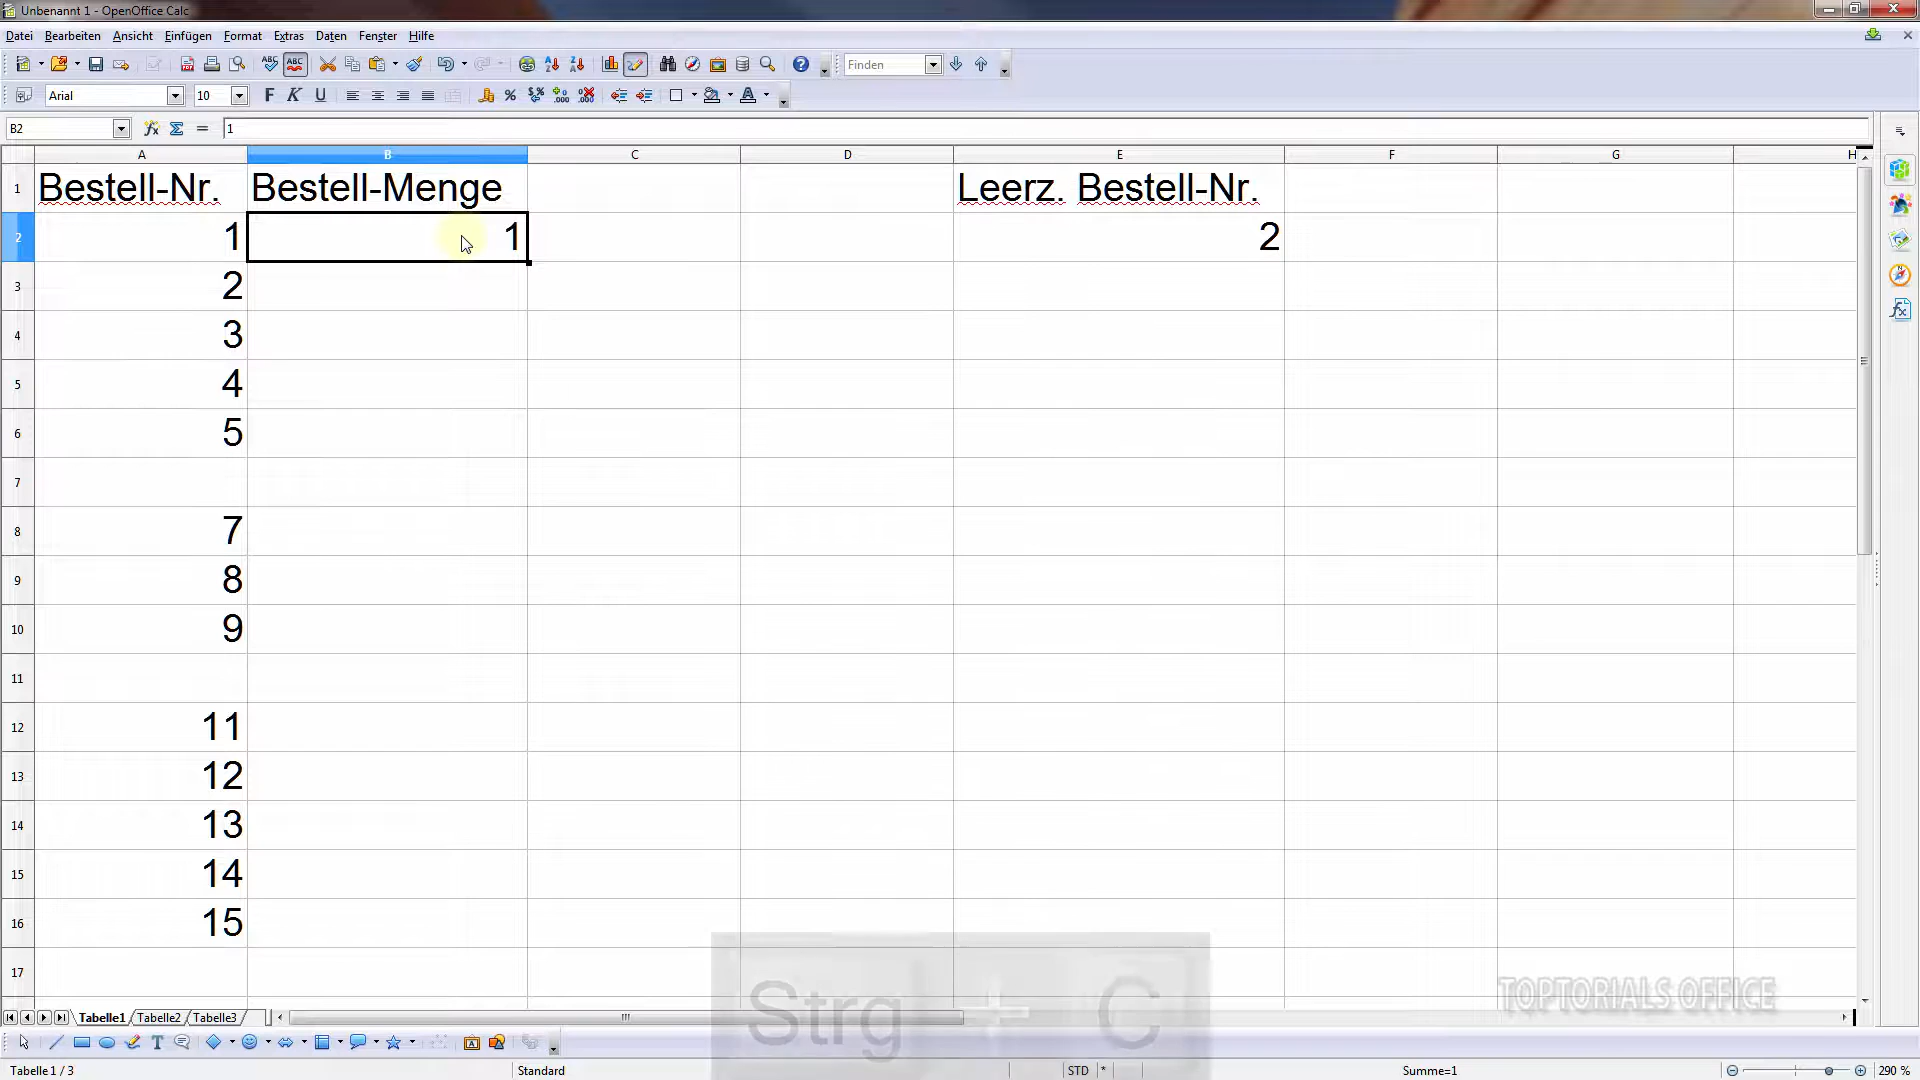 Unbenannt 1 - OpenOffice Calc
Datei Bearbeiten Ansicht Einfügen Format Extras Daten Fenster Hilfe
Finden
Arial 10 F K U
B2 1
A B C D E F G H
1 Bestell-Nr. Bestell-Menge Leerz. Bestell-Nr.
2 1 1 2
3 2
4 3
5 4
6 5
7
8 7
9 8
10 9
11
12 11
13 12
14 13
15 14
16 15
17
Strg + C
TOPTORIALS OFFICE
Tabelle1 Tabelle2 Tabelle3
Tabelle 1 / 3 Standard STD * Summe=1 290 %